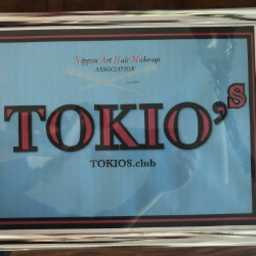 Nippon Art Hair Make-up
ASSOCIATION
TOKIO's
TOKIOS.club